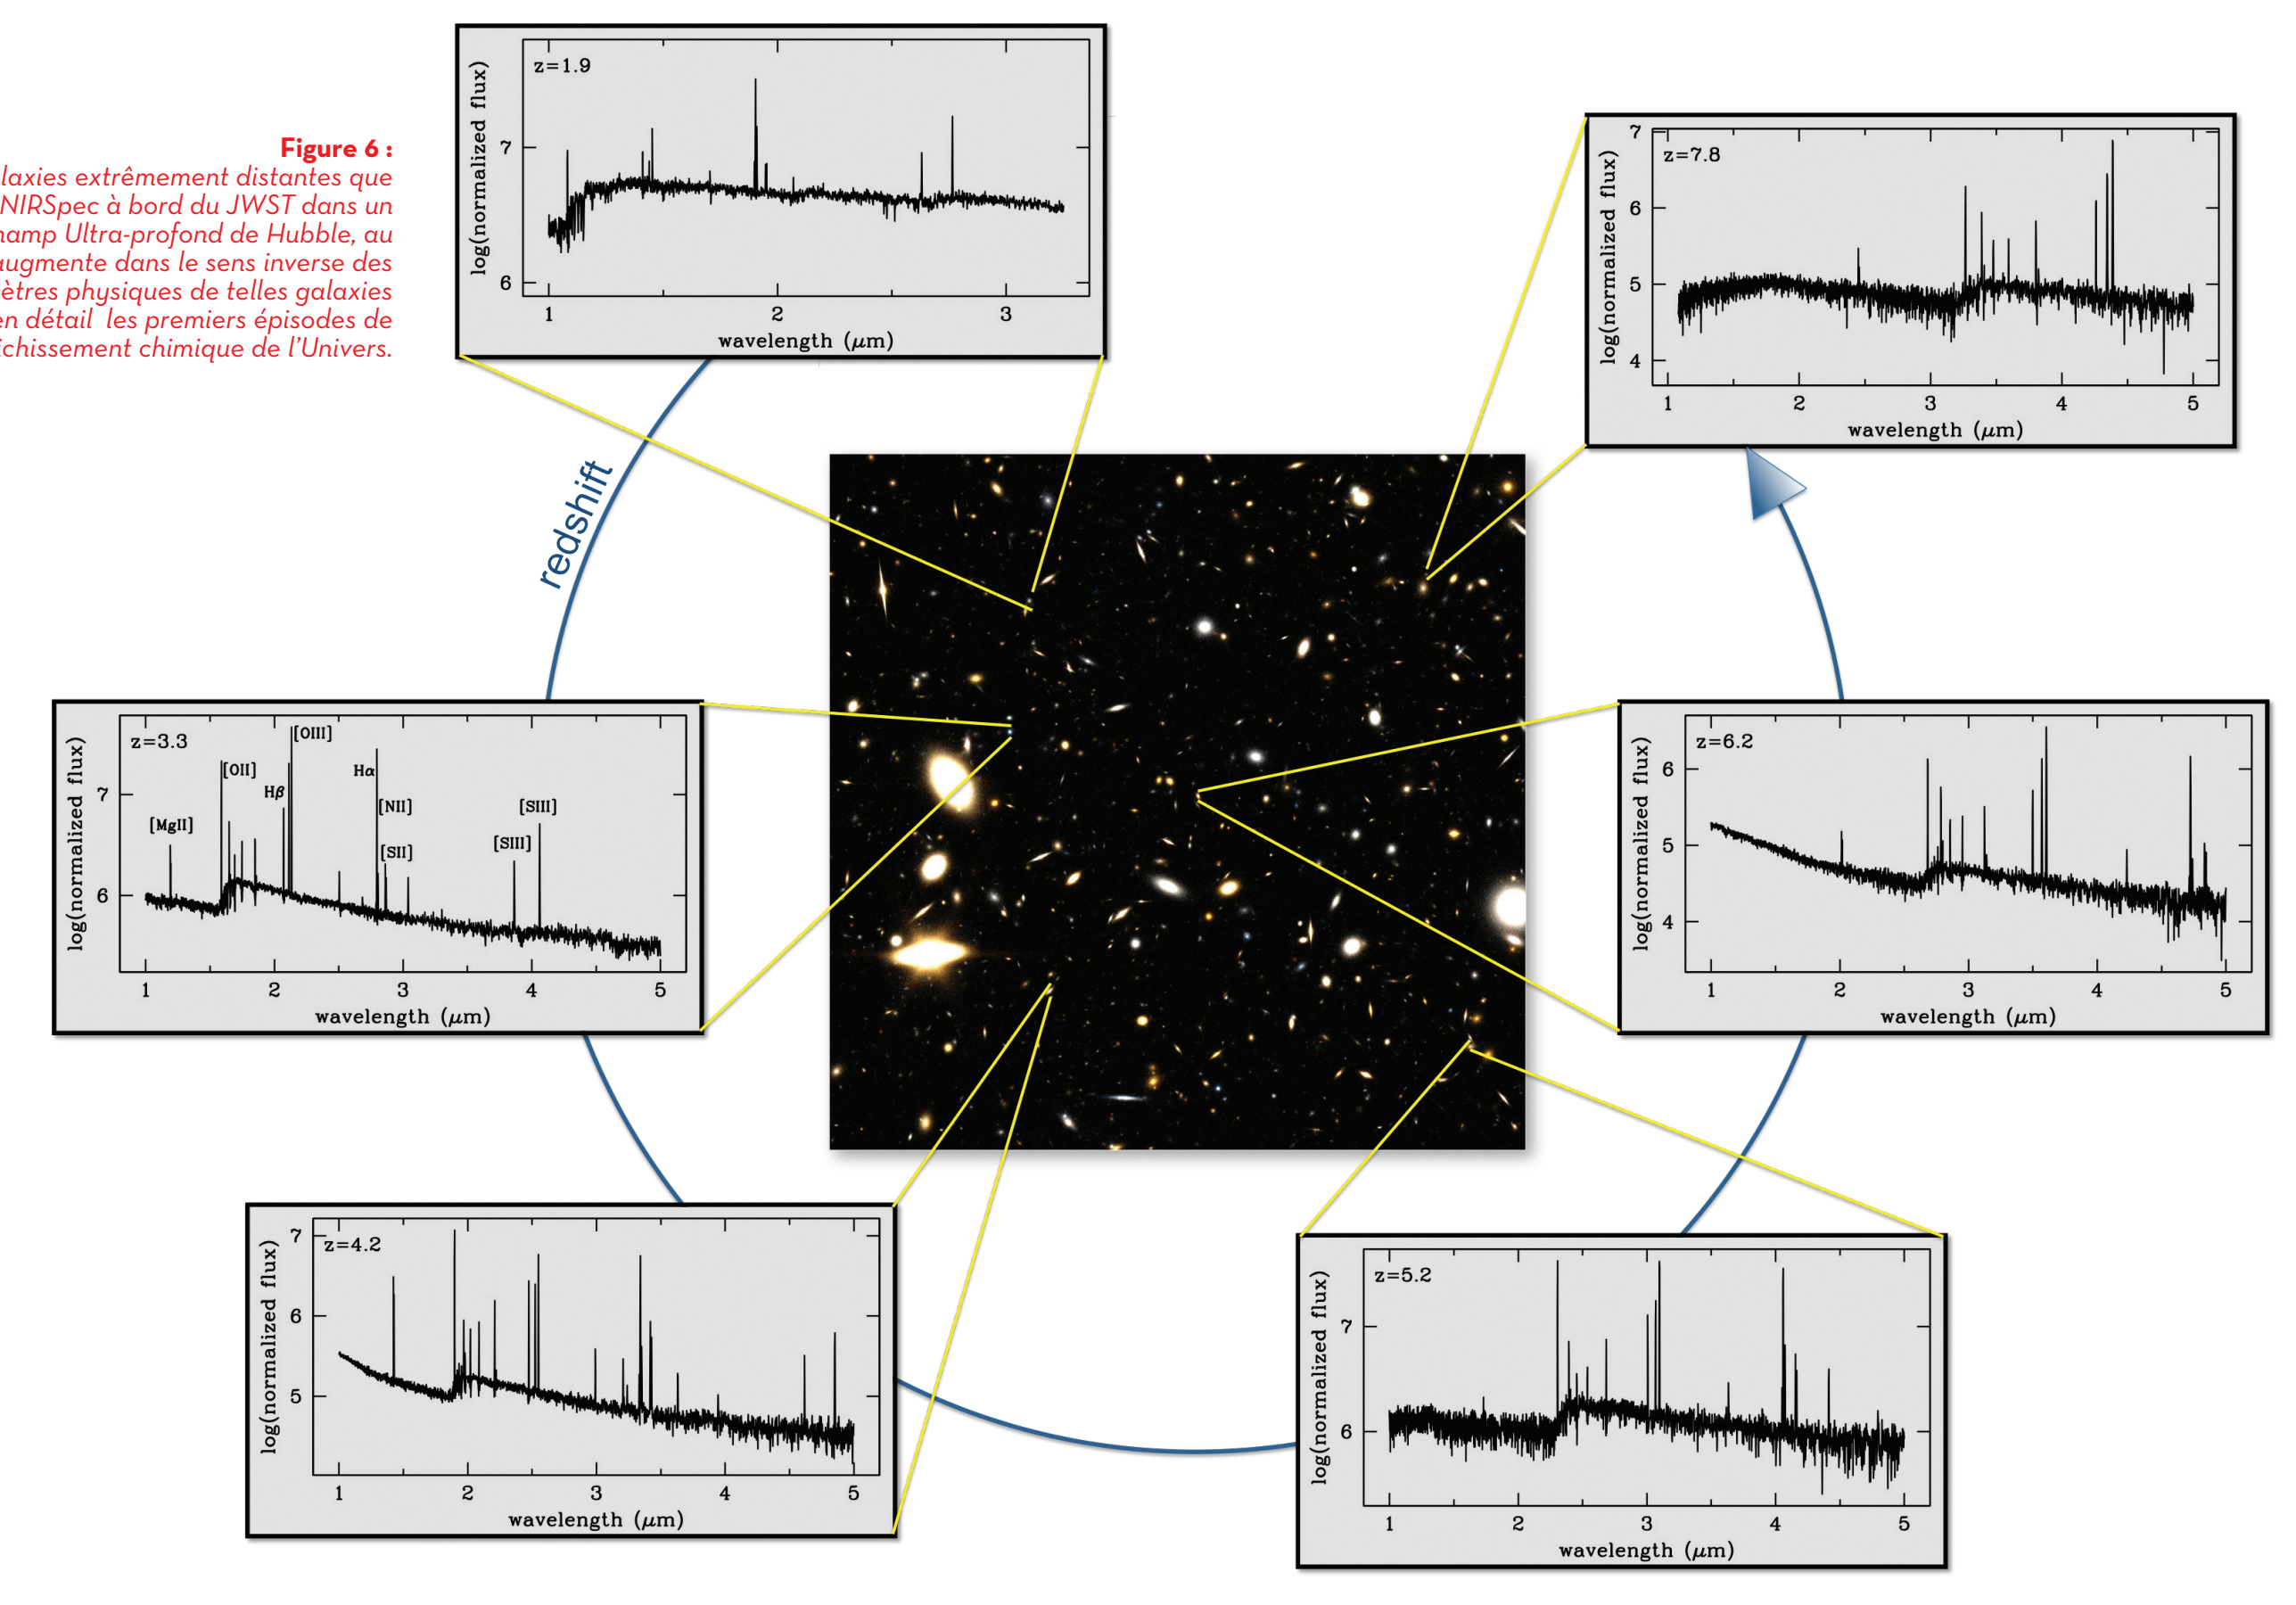 Figure 6 :
extrêmement distantes que
NIRSpec à bord du JWST dans un
Ultra-profond de Hubble, au
augmente dans le sens inverse des
physiques de telles galaxies
en détail les premiers épisodes de
chimique de l'Univers.
z=1.9
log(normalized flux)
7
6
1 2 3
wavelength (μm)
z=7.8
log(normalized flux)
7
6
5
4
1 2 3 4 5
wavelength (μm)
redshift
z=3.3
log(normalized flux)
7
6
[MgII]
[OII]
Hβ
[OIII]
Hα
[NII]
[SII]
[SIII]
[SIII]
1 2 3 4 5
wavelength (μm)
z=6.2
log(normalized flux)
6
5
4
1 2 3 4 5
wavelength (μm)
z=4.2
log(normalized flux)
7
6
5
1 2 3 4 5
wavelength (μm)
z=5.2
log(normalized flux)
7
6
1 2 3 4 5
wavelength (μm)